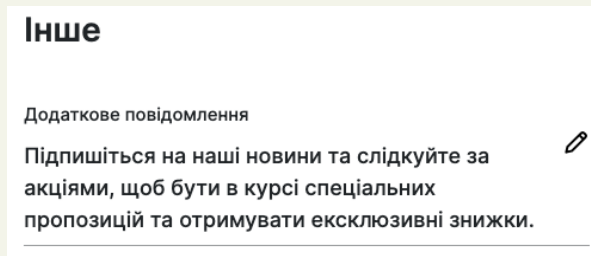 Інше
Додаткове повідомлення
Підпишіться на наші новини та слідкуйте за
акціями, щоб бути в курсі спеціальних
пропозицій та отримувати ексклюзивні знижки.